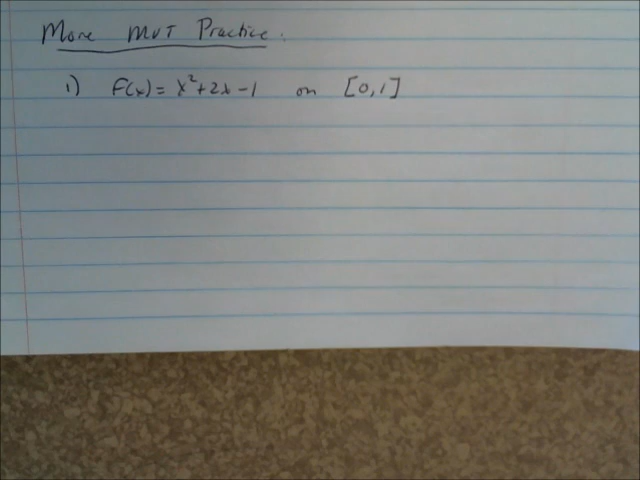 More MVT Practice:
1) F(x) = x²+2x-1 on [0,1]